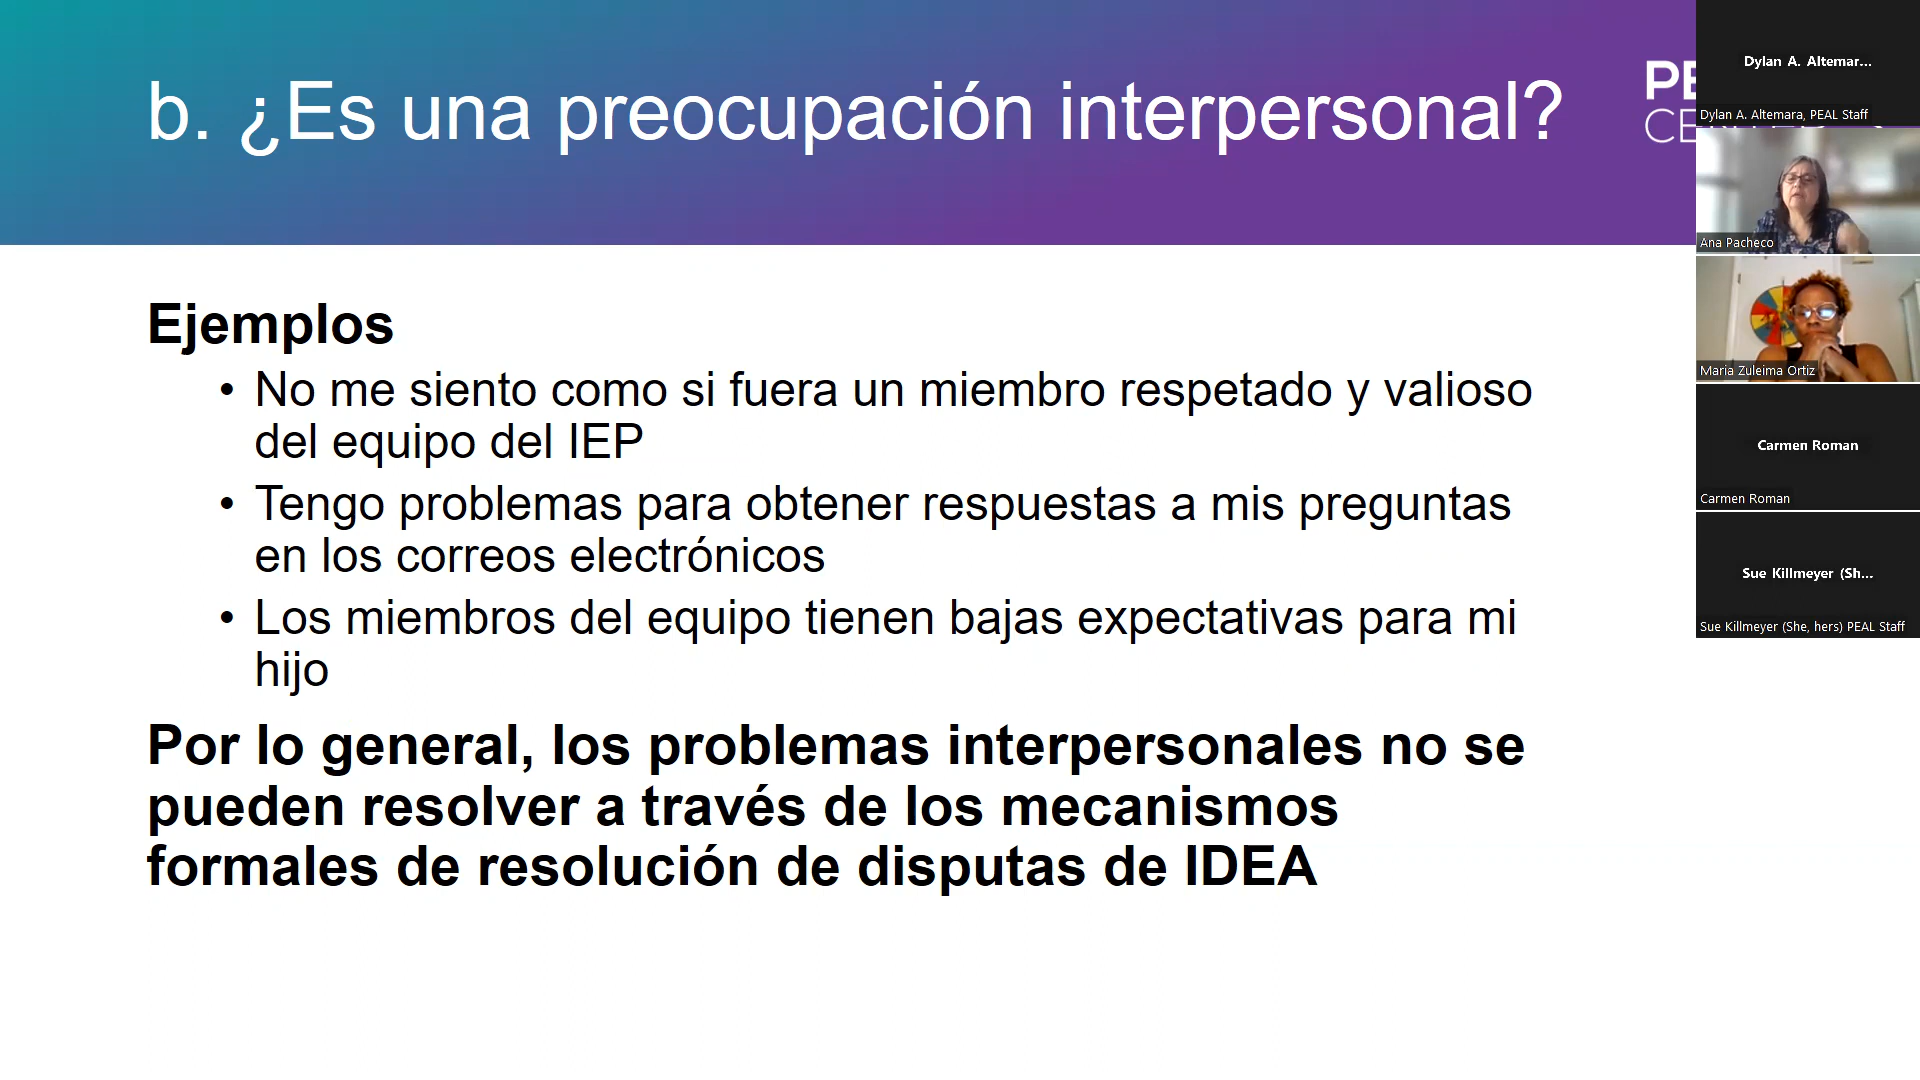 b. ¿Es una preocupación interpersonal?
PE
Ejemplos
• No me siento como si fuera un miembro respetado y valioso
del equipo del IEP
• Tengo problemas para obtener respuestas a mis preguntas
en los correos electrónicos
• Los miembros del equipo tienen bajas expectativas para mi
hijo
Por lo general, los problemas interpersonales no se
pueden resolver a través de los mecanismos
formales de resolución de disputas de IDEA
Dylan A. Altemar...
Dylan A. Altemara, PEAL Staff
Ana Pacheco
Maria Zuleima Ortiz
Carmen Roman
Carmen Roman
Sue Killmeyer (Sh...
Sue Killmeyer (She, hers) PEAL Staff